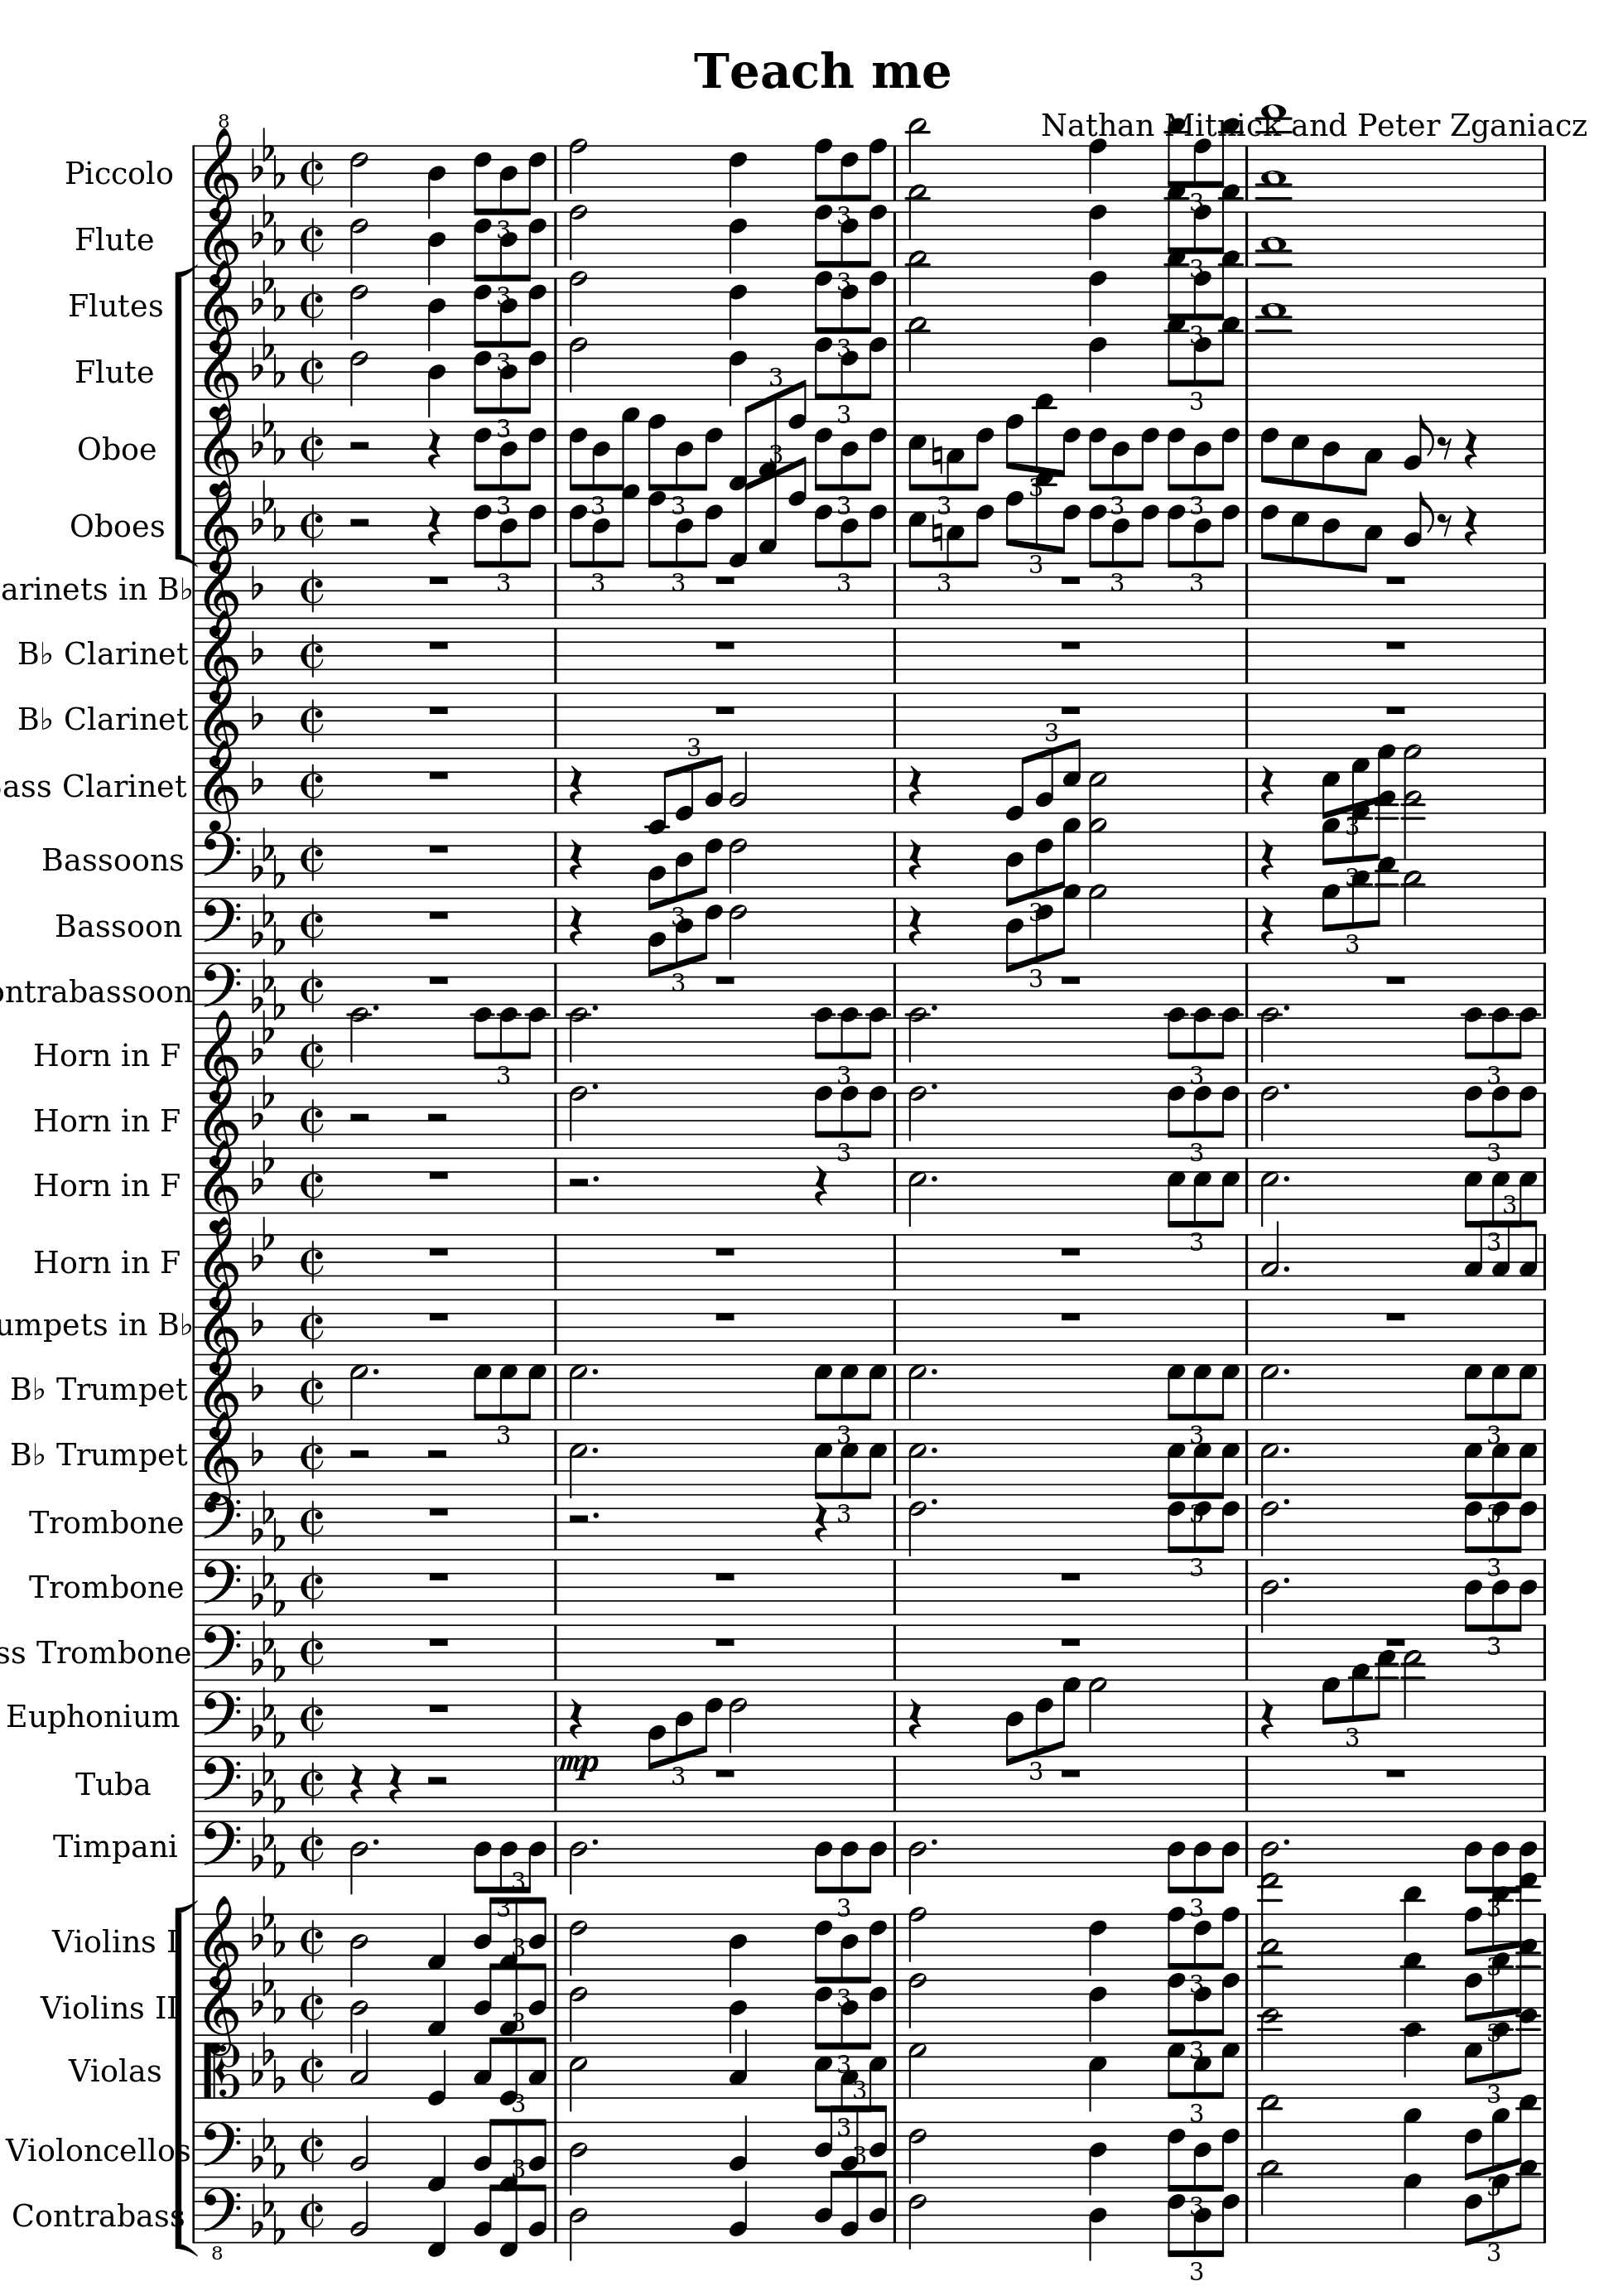 Teach me
Nathan Mitnick and Peter Zganiacz
Piccolo
Flute
Flutes
Flute
Oboe
Oboes
arinets in B♭
B♭ Clarinet
B♭ Clarinet
ass Clarinet
Bassoons
Bassoon
ontrabassoon
Horn in F
Horn in F
Horn in F
Horn in F
umpets in B♭
B♭ Trumpet
B♭ Trumpet
Trombone
Trombone
ss Trombone
Euphonium
mp
Tuba
Timpani
Violins I
Violins II
Violas
Violoncellos
Contrabass